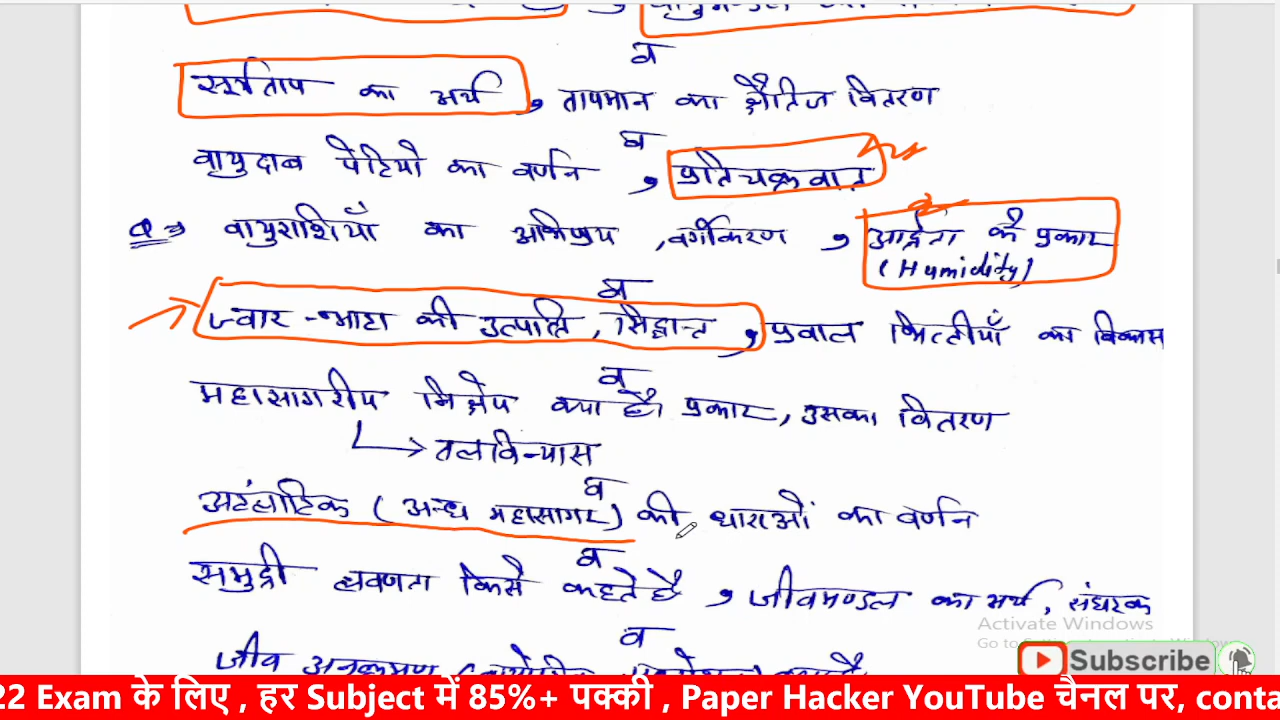 व
सूर्यताप का अर्थ , तापमान का क्षैतिज वितरण
व
वायुदाब पेटियो का वर्णन , प्रतिचक्रवात
Q ⇒ वायुराशियाँ का अभिप्राय , वर्गीकरण , आर्द्रता के प्रकार
(Humidity)
व
ज्वार-भाटा की उत्पत्ति , सिद्धान्त , प्रवाल भित्तीयाँ का विकास
व
महासागरीय निक्षेप क्या है। प्रकार , उसका वितरण
→ तलविन्यास
व
अटलांटिक ( अन्ध महासागर ) की धाराओं का वर्णन
व
समुद्री लवणता किसे कहते है , जीवमण्डल का अर्थ , संघटक
Activate Windows
व
जीव अनुक्रमण
Subscribe
22 Exam के लिए , हर Subject में 85%+ पक्की , Paper Hacker YouTube चैनल पर, conta